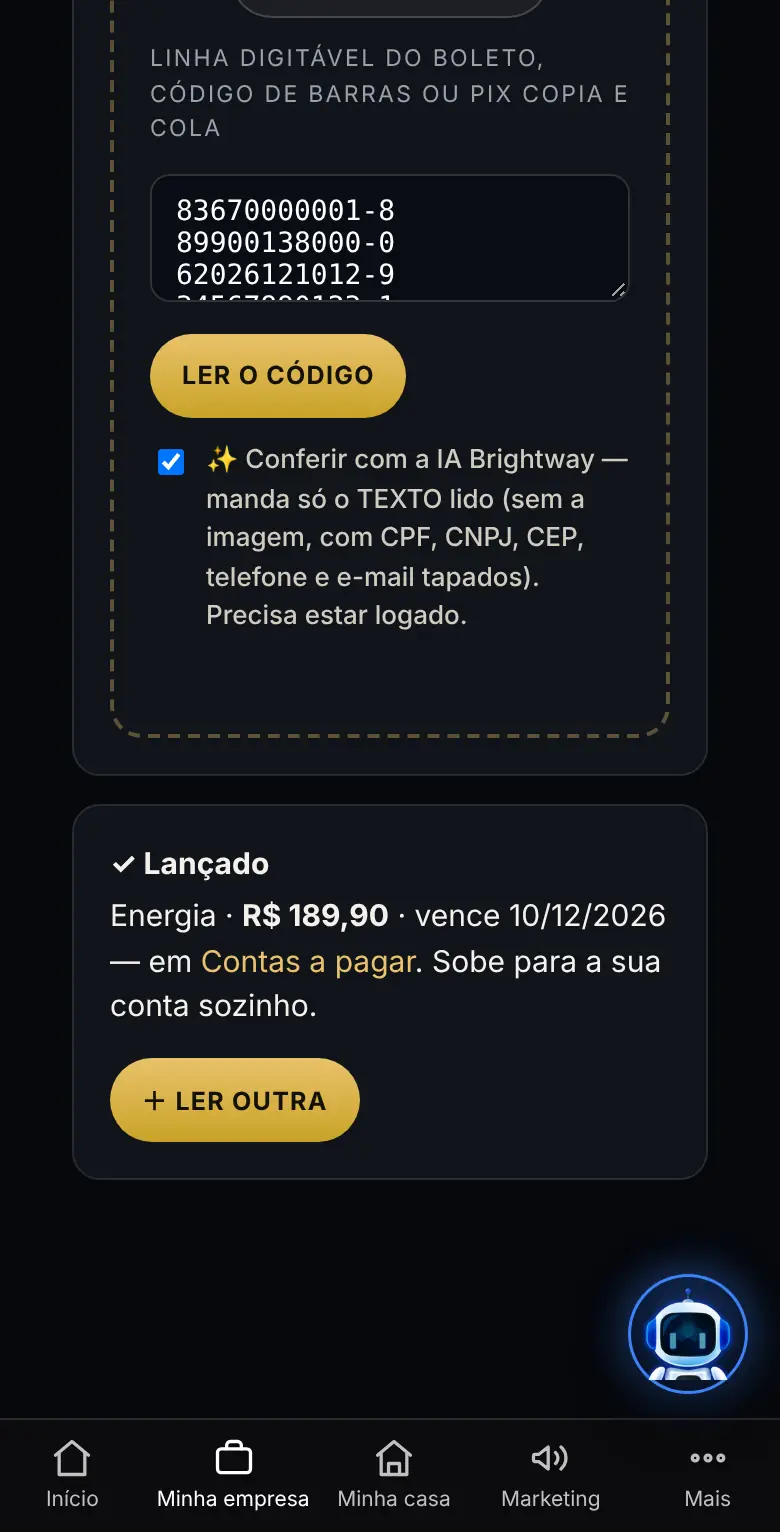 LINHA DIGITÁVEL DO BOLETO,
CÓDIGO DE BARRAS OU PIX COPIA E
COLA
83670000001-8
89900138000-0
62026121012-9
LER O CÓDIGO
✨ Conferir com a IA Brightway —
manda só o TEXTO lido (sem a
imagem, com CPF, CNPJ, CEP,
telefone e e-mail tapados).
Precisa estar logado.
✓ Lançado
Energia · R$ 189,90 · vence 10/12/2026
— em Contas a pagar. Sobe para a sua
conta sozinho.
+ LER OUTRA
Início
Minha empresa
Minha casa
Marketing
Mais